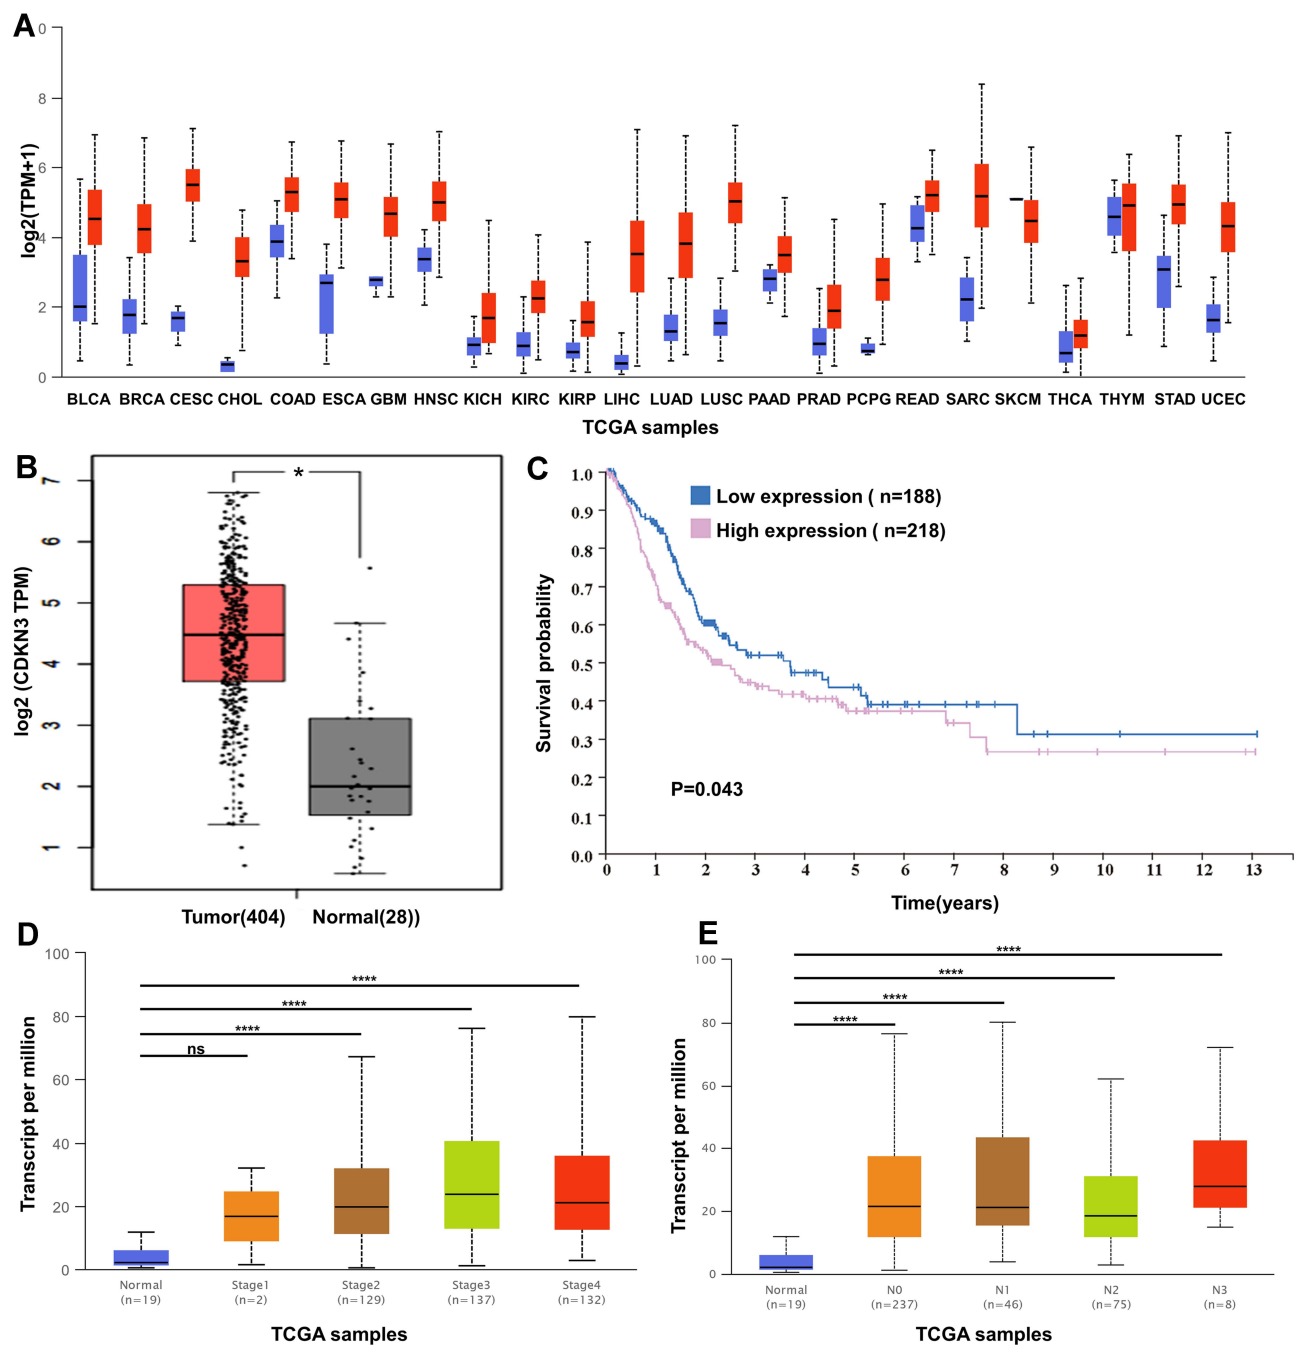 A
0
8
6
4
2
0
log2(TPM+1)
BLCA BRCA CESC CHOL COAD ESCA GBM HNSC KICH KIRC KIRP LIHC LUAD LUSC PAAD PRAD PCPG READ SARC SKCM THCA THYM STAD UCEC
TCGA samples
B
7
6
5
4
3
2
1
log2 (CDKN3 TPM)
*
Tumor(404) Normal(28))
C
1.0
0.9
0.8
0.7
0.6
0.5
0.4
0.3
0.2
0.1
0.0
Survival probability
Low expression ( n=188)
High expression ( n=218)
P=0.043
0 1 2 3 4 5 6 7 8 9 10 11 12 13
Time(years)
D
100
80
60
40
20
0
Transcript per million
****
****
****
ns
Normal Stage1 Stage2 Stage3 Stage4
(n=19) (n=2) (n=129) (n=137) (n=132)
TCGA samples
E
100
80
60
40
20
0
Transcript per million
****
****
****
****
Normal N0 N1 N2 N3
(n=19) (n=237) (n=46) (n=75) (n=8)
TCGA samples